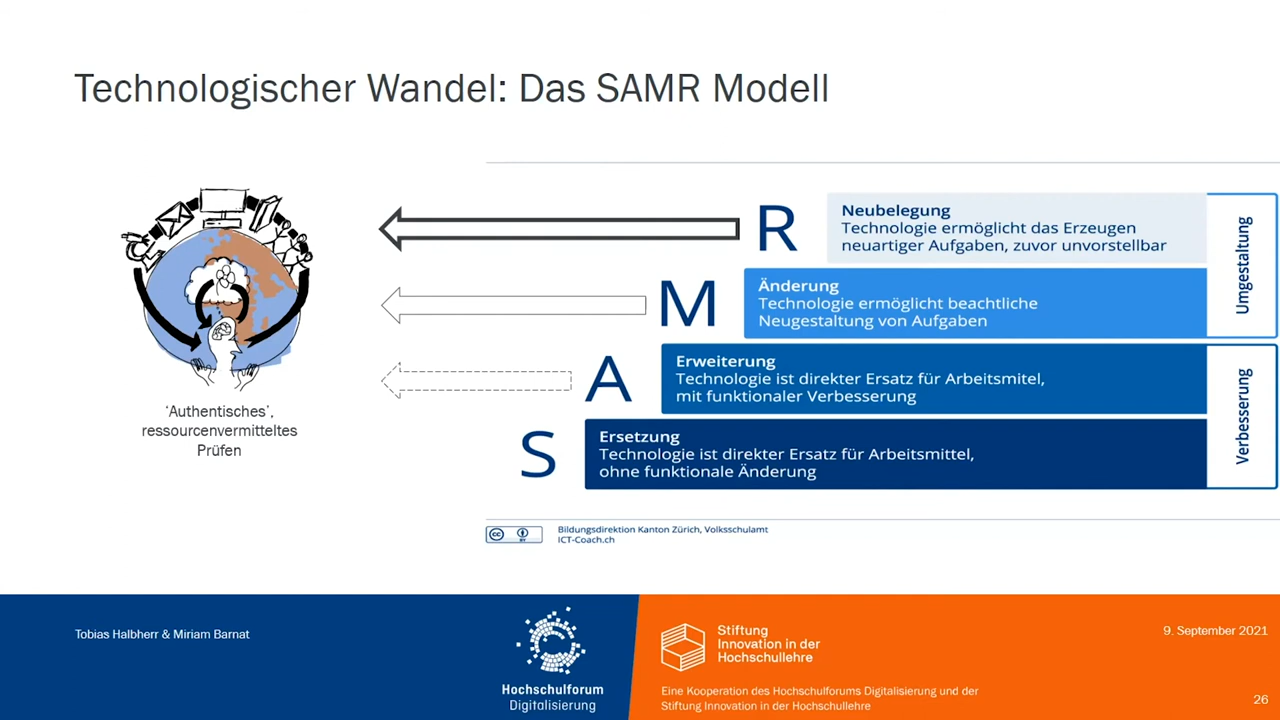 Technologischer Wandel: Das SAMR Modell
R
Neubelegung
Technologie ermöglicht das Erzeugen
neuartiger Aufgaben, zuvor unvorstellbar
Umgestaltung
M
Änderung
Technologie ermöglicht beachtliche
Neugestaltung von Aufgaben
A
Erweiterung
Technologie ist direkter Ersatz für Arbeitsmitel,
mit funktionaler Verbesserung
Verbesserung
S
Ersetzung
Technologie ist direkter Ersatz für Arbeitsmittel,
ohne funktionale Änderung
‘Authentisches’,
ressourcenvermitteltes
Prüfen
cc
BY
Bildungsdirektion Kanton Zürich, Volksschulamt
ICT-Coach.ch
Tobias Halbherr & Miriam Barnat
Hochschulforum
Digitalisierung
Stiftung
Innovation in der
Hochschullehre
Eine Kooperation des Hochschulforums Digitalisierung und der
Stiftung Innovation in der Hochschullehre
9. September 2021
26